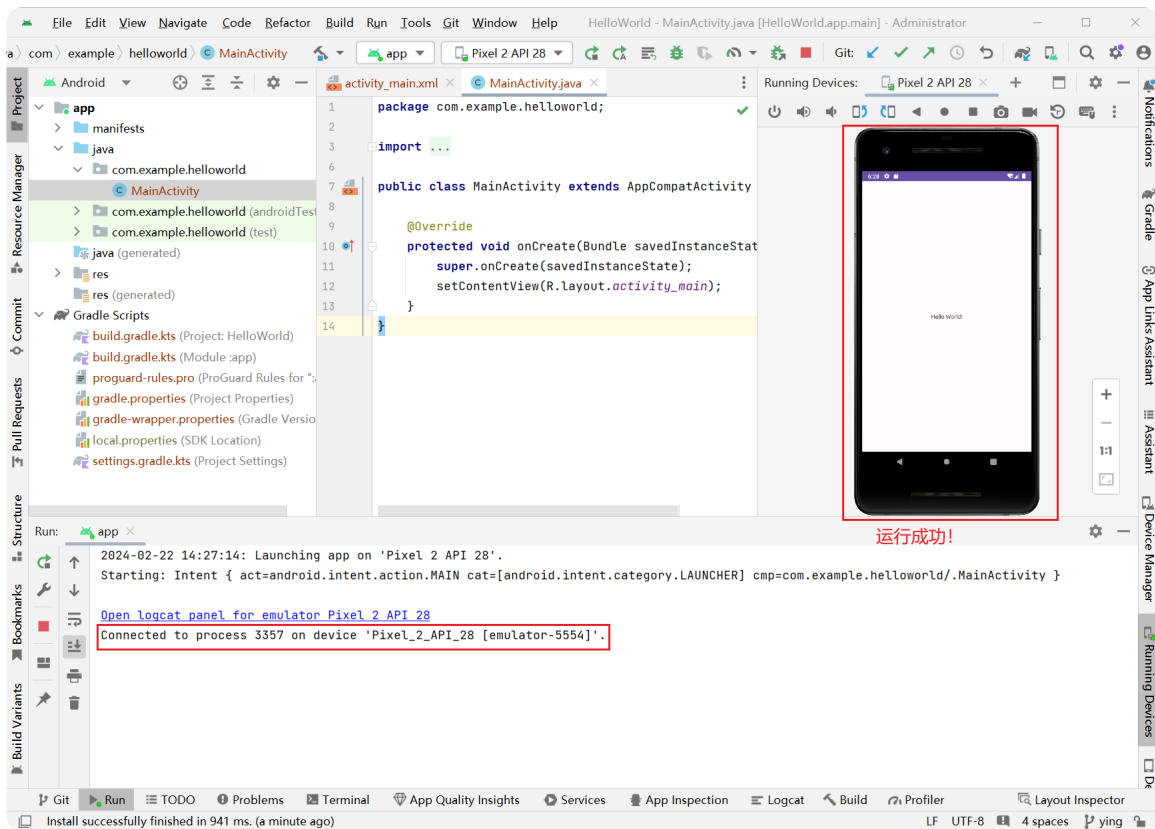 File Edit View Navigate Code Refactor Build Run Tools Git Window Help HelloWorld - MainActivity.java [HelloWorld.app.main] - Administrator
com example helloworld MainActivity app Pixel 2 API 28 Git:
Project
Resource Manager
Commit
Pull Requests
Structure
Bookmarks
Build Variants
Android
app
manifests
java
com.example.helloworld
MainActivity
com.example.helloworld (androidTest
com.example.helloworld (test)
java (generated)
res
res (generated)
Gradle Scripts
build.gradle.kts (Project: HelloWorld)
build.gradle.kts (Module :app)
proguard-rules.pro (ProGuard Rules for ":
gradle.properties (Project Properties)
gradle-wrapper.properties (Gradle Versio
local.properties (SDK Location)
settings.gradle.kts (Project Settings)
activity_main.xml MainActivity.java
1 package com.example.helloworld;
2
3 import ...
6
7 public class MainActivity extends AppCompatActivity
8
9 @Override
10 protected void onCreate(Bundle savedInstanceStat
11 super.onCreate(savedInstanceState);
12 setContentView(R.layout.activity_main);
13 }
14 }
Running Devices: Pixel 2 API 28
6:28
Hello World!
1:1
运行成功!
Notifications
Gradle
App Links Assistant
Assistant
Device Manager
Running Devices
De
Run: app
2024-02-22 14:27:14: Launching app on 'Pixel 2 API 28'.
Starting: Intent { act=android.intent.action.MAIN cat=[android.intent.category.LAUNCHER] cmp=com.example.helloworld/.MainActivity }
Open logcat panel for emulator Pixel 2 API 28
Connected to process 3357 on device 'Pixel_2_API_28 [emulator-5554]'.
Git Run TODO Problems Terminal App Quality Insights Services App Inspection Logcat Build Profiler Layout Inspector
Install successfully finished in 941 ms. (a minute ago) LF UTF-8 4 spaces ying